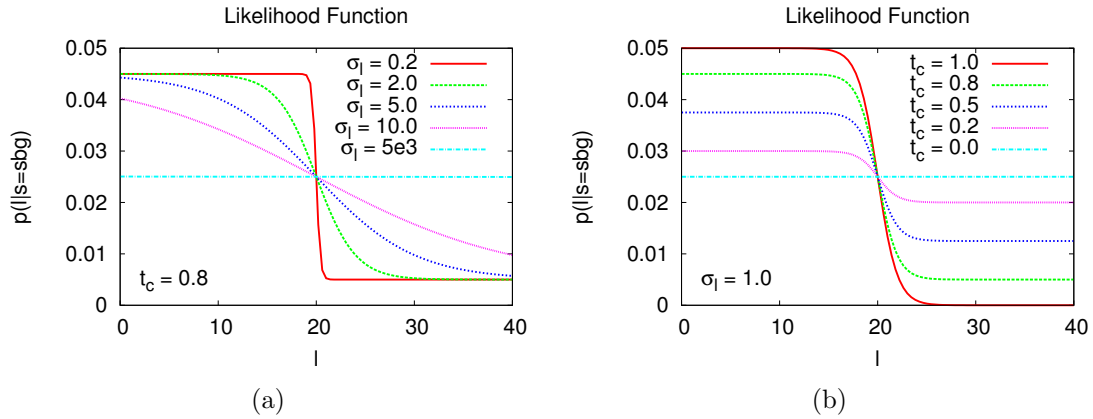 Likelihood Function
p(l|s=sbg)
0.05
0.04
0.03
0.02
0.01
0
σl = 0.2
σl = 2.0
σl = 5.0
σl = 10.0
σl = 5e3
tc = 0.8
0 10 20 30 40
l
(a)
Likelihood Function
p(l|s=sbg)
0.05
0.04
0.03
0.02
0.01
0
tc = 1.0
tc = 0.8
tc = 0.5
tc = 0.2
tc = 0.0
σl = 1.0
0 10 20 30 40
l
(b)